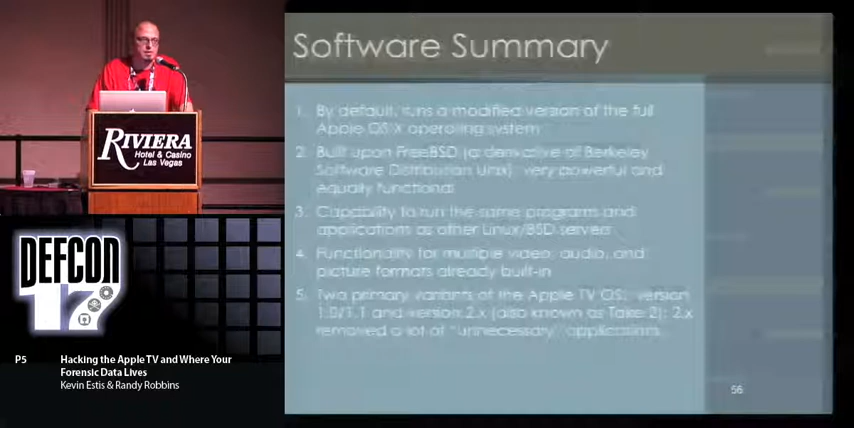 Software Summary
1. By default, runs a modified version of the full
Apple OS X operating system
2. Built upon FreeBSD (a derivative of Berkeley
Software Distribution Unix); very powerful and
equally functional
3. Capability to run the same programs and
applications as other Linux/BSD servers
4. Functionality for multiple video, audio, and
picture formats already built-in
5. Two primary variants of the Apple TV OS: version
1.0/1.1 and version 2.x (also known as Take 2); 2.x
removed a lot of "unnecessary" applications
56
RIVIERA
Hotel & Casino
Las Vegas
DEFCON
17
P5 Hacking the Apple TV and Where Your
Forensic Data Lives
Kevin Estis & Randy Robbins